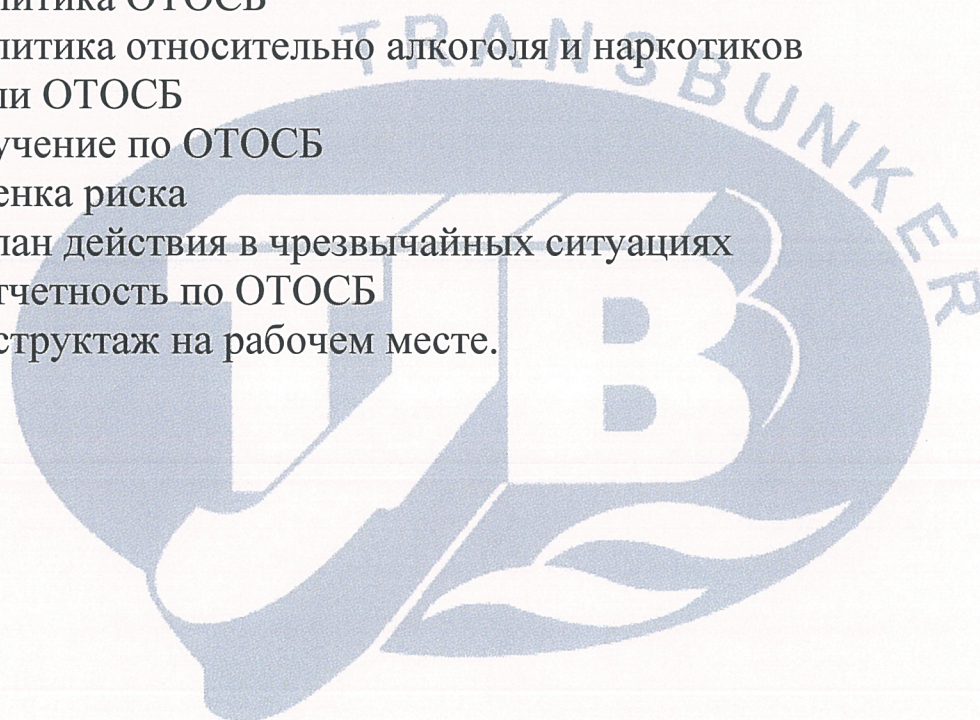 литика ОТОСБ
литика относительно алкоголя и наркотиков
ли ОТОСБ
учение по ОТОСБ
енка риска
лан действия в чрезвычайных ситуациях
тчетность по ОТОСБ
структаж на рабочем месте.
TRANSBUNKER
TB